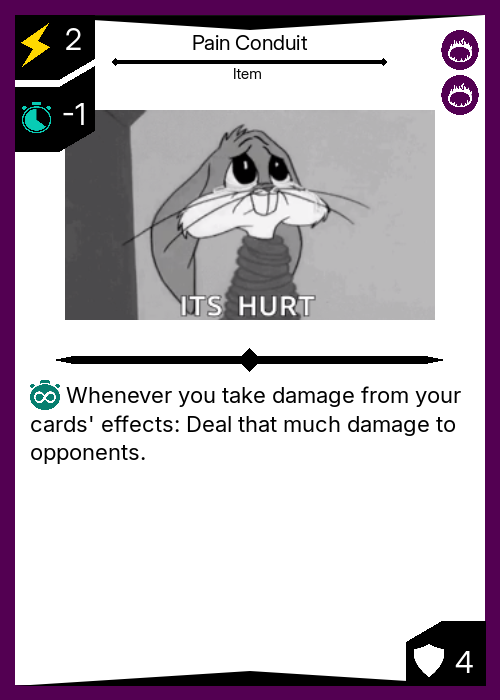 2
Pain Conduit
Item
-1
ITS HURT
Whenever you take damage from your
cards' effects: Deal that much damage to
opponents.
4